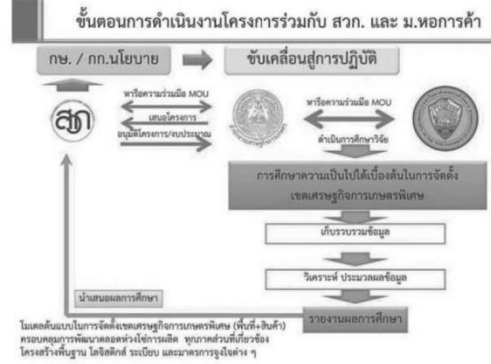 ขั้นตอนการดำเนินงานโครงการร่วมกับ สวก. และ ม.หอการค้า
กษ. / กก.นโยบาย
ขับเคลื่อนสู่การปฏิบัติ
หารือความร่วมมือ MOU
เสนอโครงการ
อนุมัติโครงการ/งบประมาณ
หารือความร่วมมือ MOU
ดำเนินการศึกษาวิจัย
การศึกษาความเป็นไปได้เบื้องต้นในการจัดตั้ง
เขตเศรษฐกิจการเกษตรพิเศษ
เก็บรวบรวมข้อมูล
วิเคราะห์ ประมวลผลข้อมูล
นำเสนอผลการศึกษา
รายงานผลการศึกษา
โมเดลต้นแบบในการจัดตั้งเขตเศรษฐกิจการเกษตรพิเศษ (พื้นที่+สินค้า)
ครอบคลุมการพัฒนาตลอดห่วงโซ่การผลิต ทุกภาคส่วนที่เกี่ยวข้อง
โครงสร้างพื้นฐาน โลจิสติกส์ ระเบียบ และมาตรการจูงใจต่าง ๆ